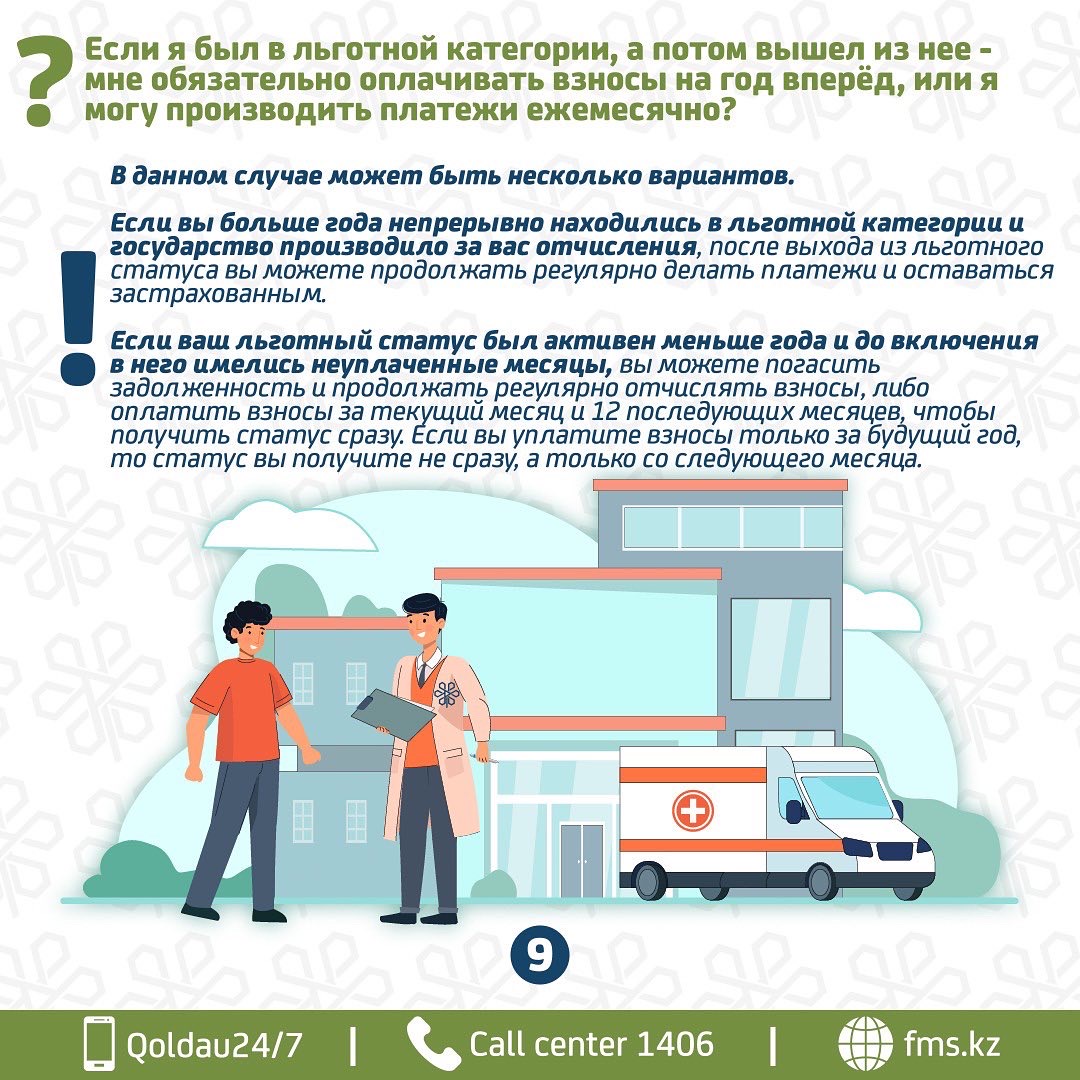 ?
Если я был в льготной категории, а потом вышел из нее -
мне обязательно оплачивать взносы на год вперёд, или я
могу производить платежи ежемесячно?
В данном случае может быть несколько вариантов.
!
Если вы больше года непрерывно находились в льготной категории и
государство производило за вас отчисления, после выхода из льготного
статуса вы можете продолжать регулярно делать платежи и оставаться
застрахованным.
Если ваш льготный статус был активен меньше года и до включения
в него имелись неуплаченные месяцы, вы можете погасить
задолженность и продолжать регулярно отчислять взносы, либо
оплатить взносы за текущий месяц и 12 последующих месяцев, чтобы
получить статус сразу. Если вы уплатите взносы только за будущий год,
то статус вы получите не сразу, а только со следующего месяца.
9
Qoldau24/7 | Call center 1406 | fms.kz